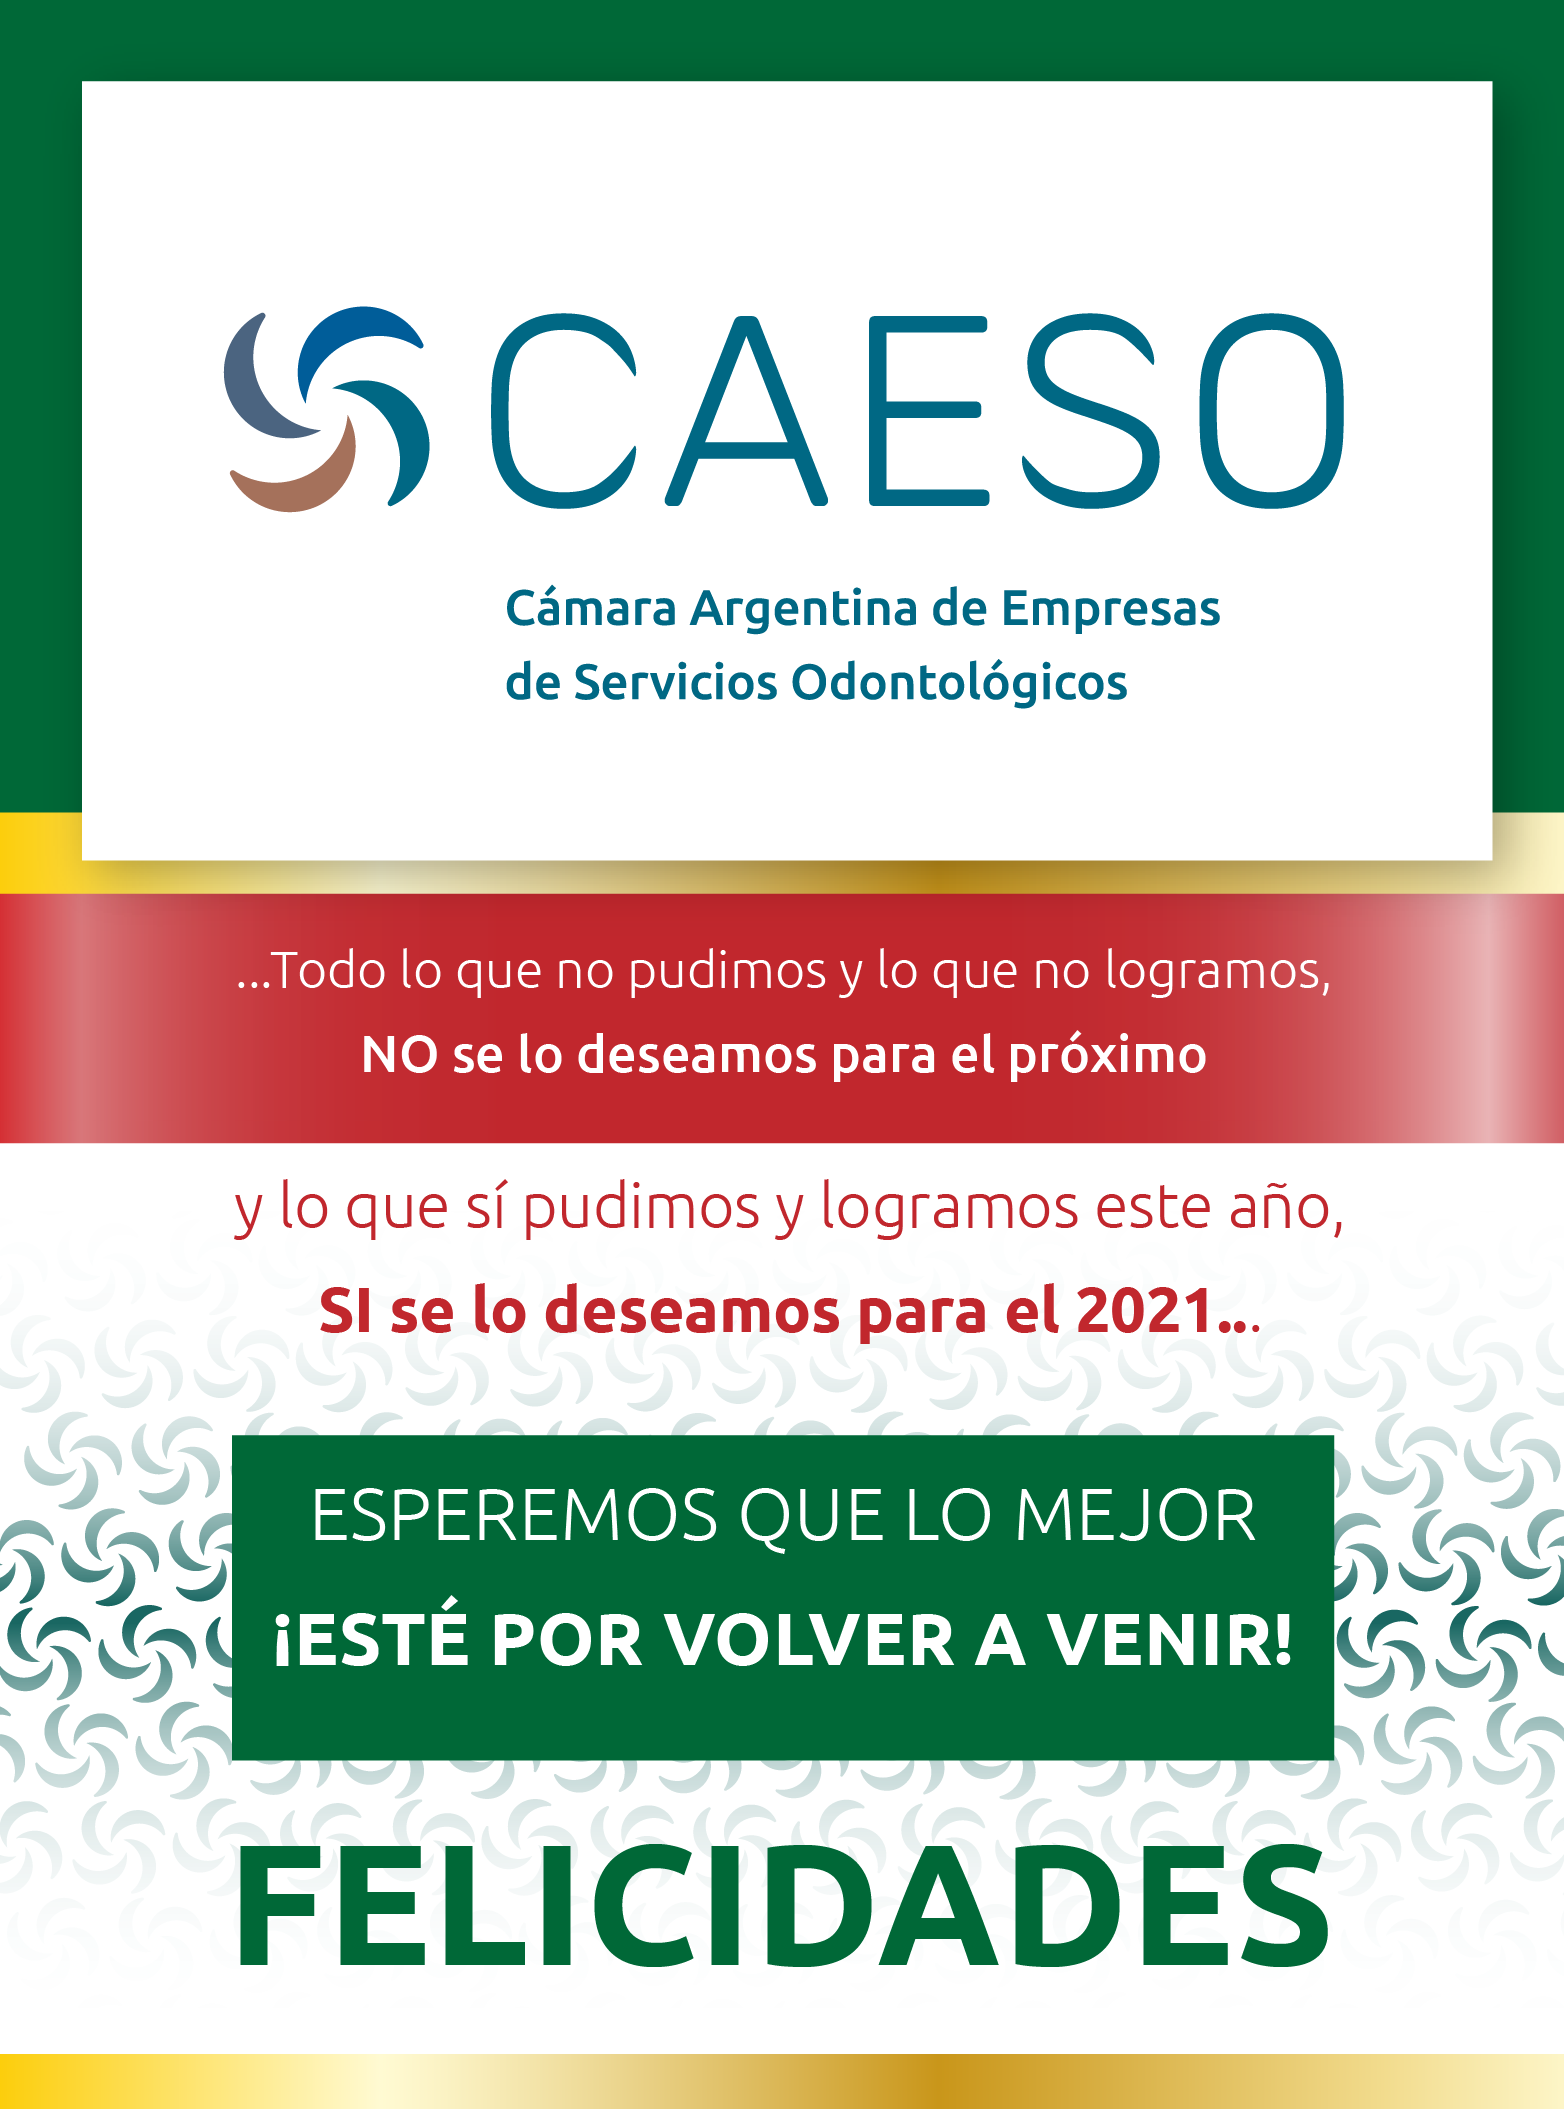 CAESO
Cámara Argentina de Empresas
de Servicios Odontológicos
...Todo lo que no pudimos y lo que no logramos,
NO se lo deseamos para el próximo
y lo que sí pudimos y logramos este año,
SI se lo deseamos para el 2021...
ESPEREMOS QUE LO MEJOR
¡ESTÉ POR VOLVER A VENIR!
FELICIDADES